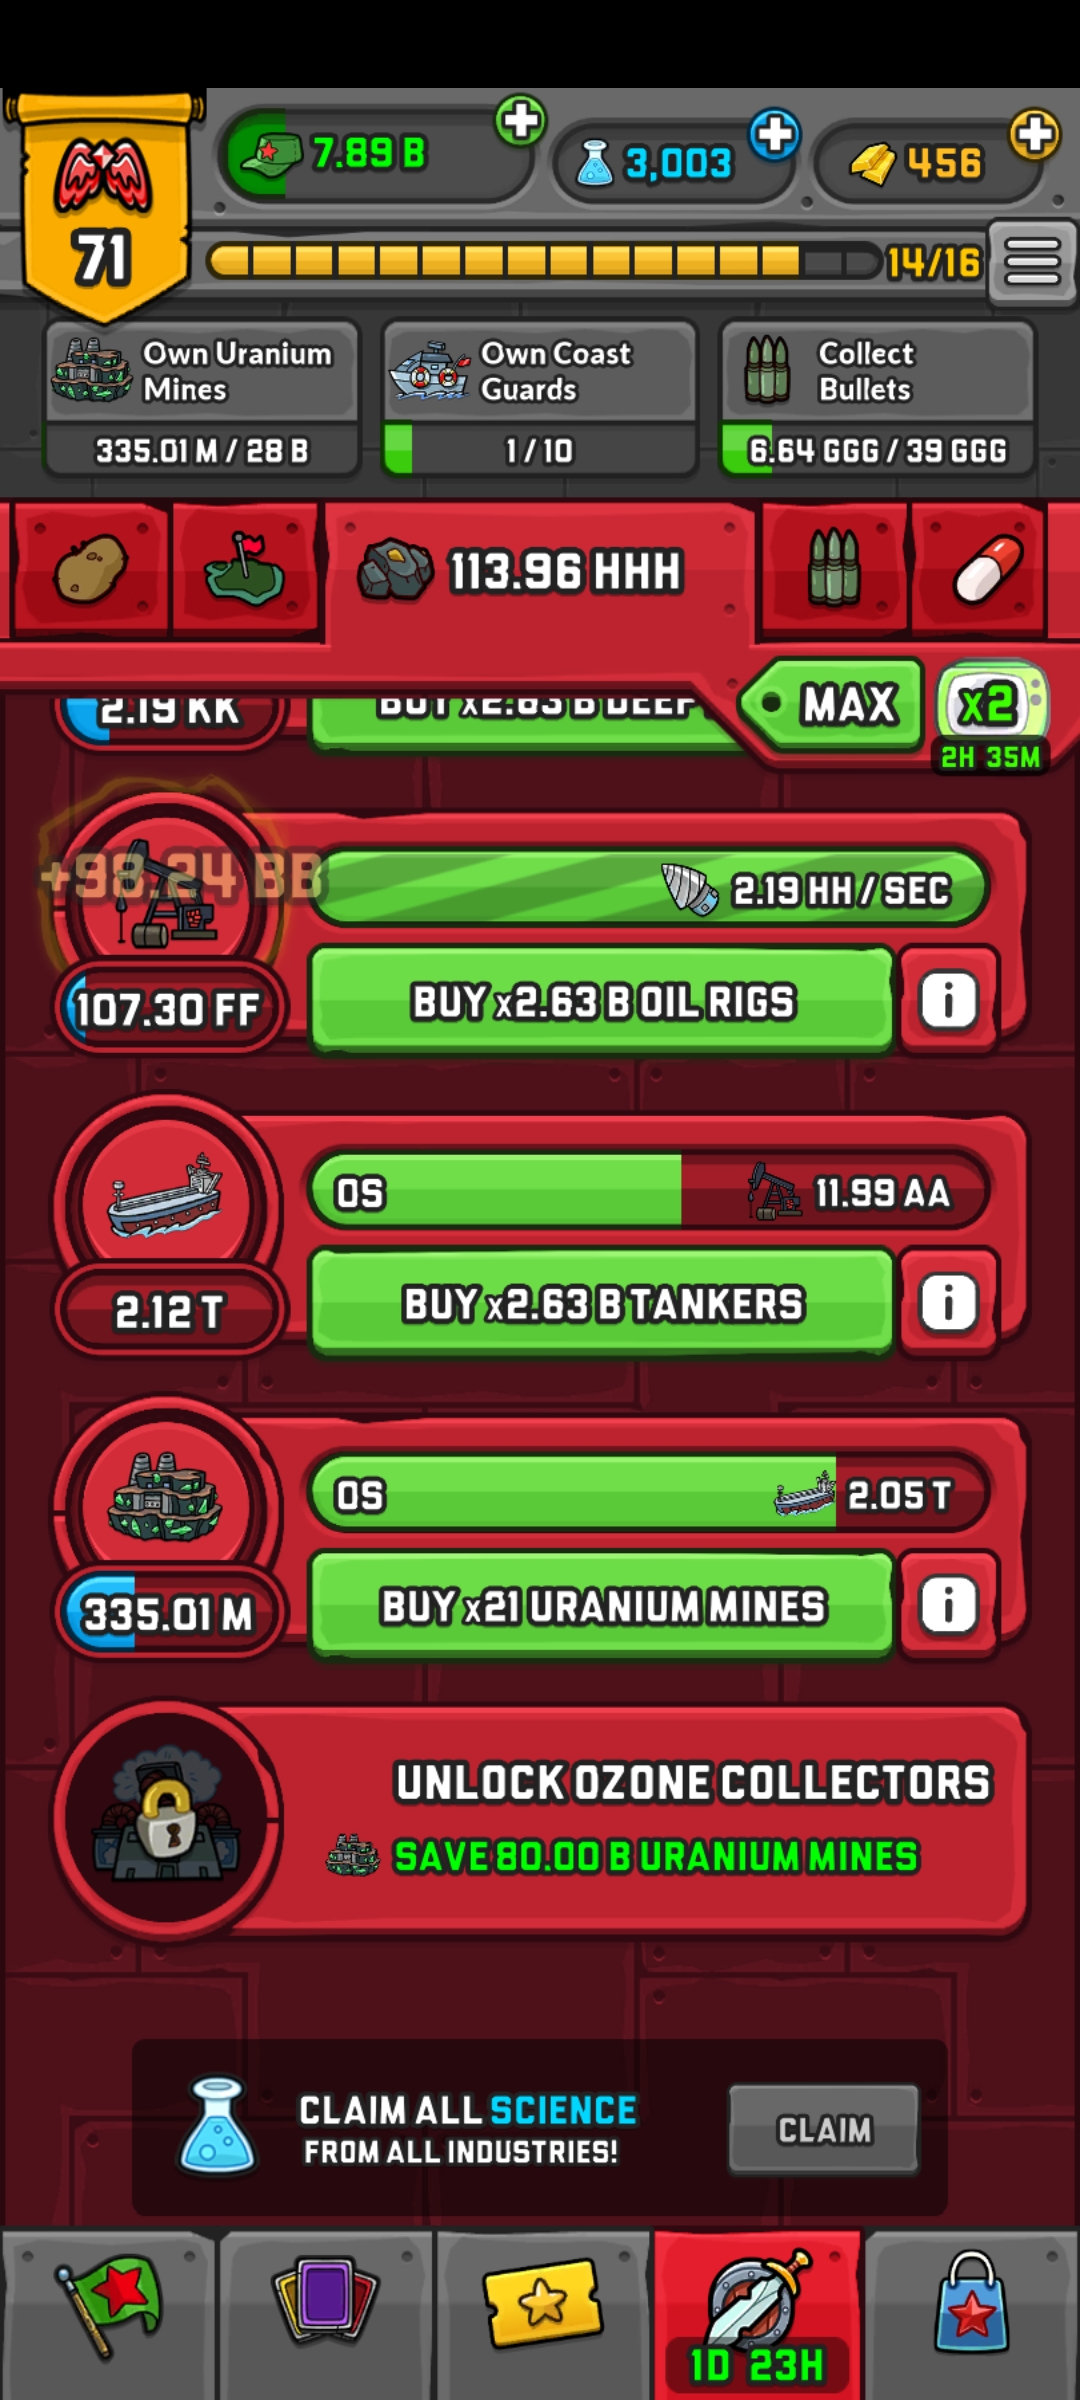 7.89 B
3,003
456
71
14/16
Own Uranium
Mines
335.01 M / 28 B
Own Coast
Guards
1 / 10
Collect
Bullets
6.64 GGG / 39 GGG
113.96 HHH
MAX
x2
2H 35M
2.19 KK
BUY x2.63 B DEEP
+98.24 BB
2.19 HH / SEC
107.30 FF
BUY x2.63 B OIL RIGS
i
0S
11.99 AA
2.12 T
BUY x2.63 B TANKERS
i
0S
2.05 T
335.01 M
BUY x21 URANIUM MINES
i
UNLOCK OZONE COLLECTORS
SAVE 80.00 B URANIUM MINES
CLAIM ALL SCIENCE
FROM ALL INDUSTRIES!
CLAIM
1D 23H